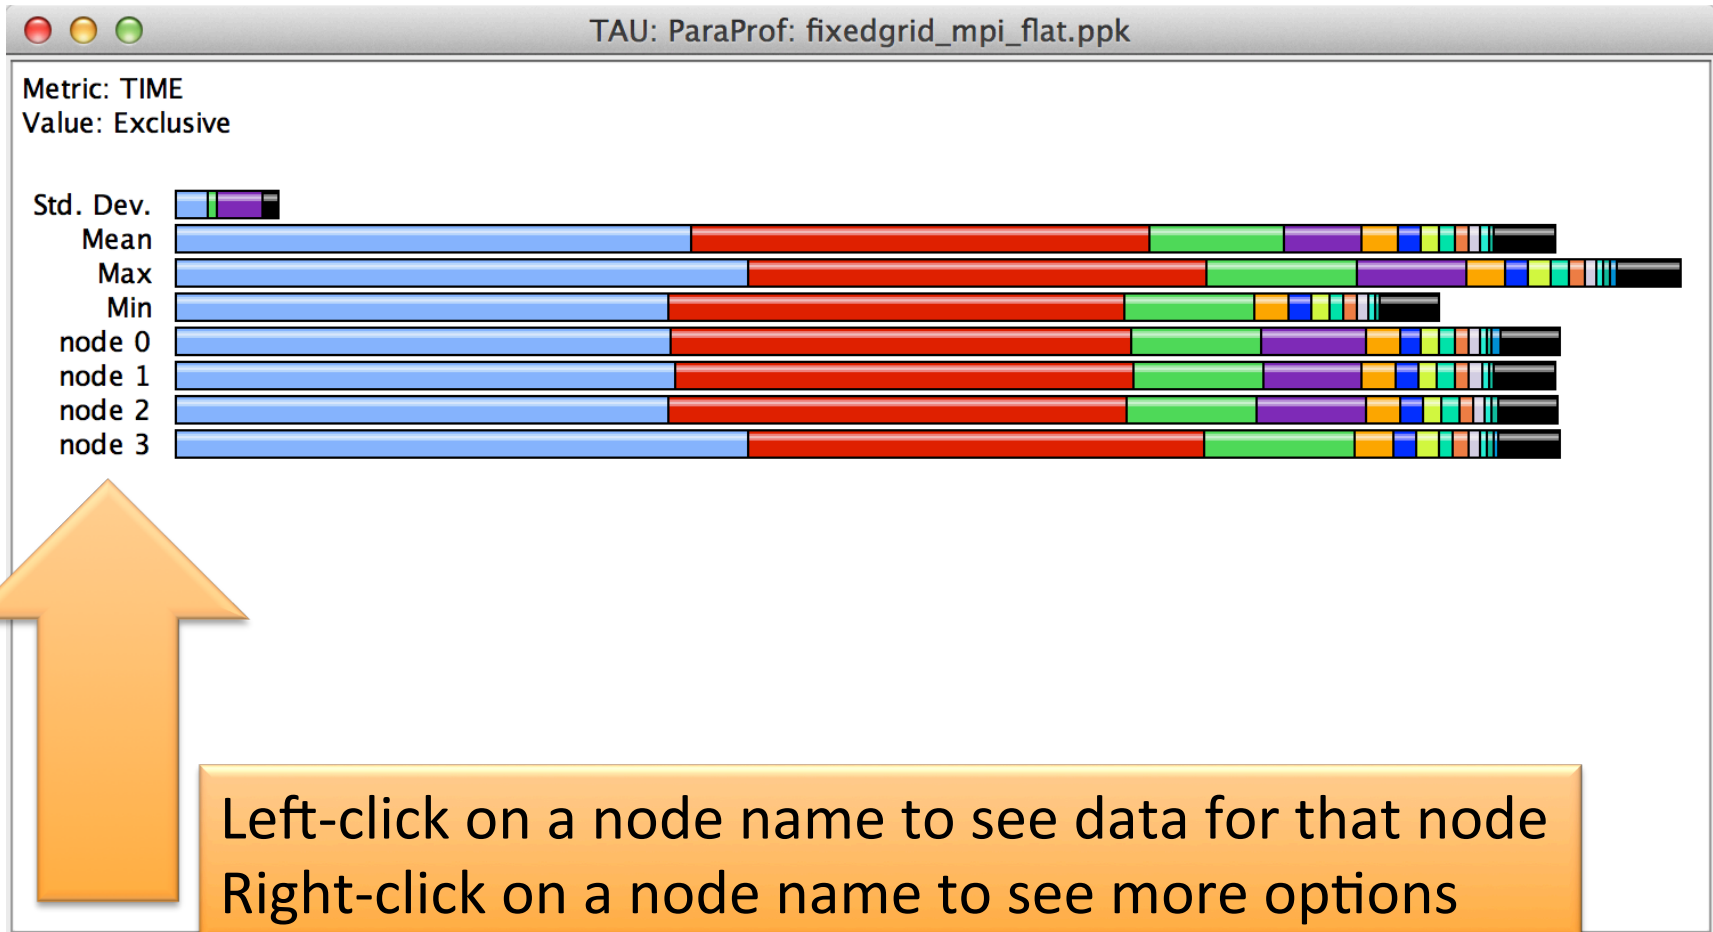 TAU: ParaProf: fixedgrid_mpi_flat.ppk
Metric: TIME
Value: Exclusive
Std. Dev.
Mean
Max
Min
node 0
node 1
node 2
node 3
Left-click on a node name to see data for that node
Right-click on a node name to see more options